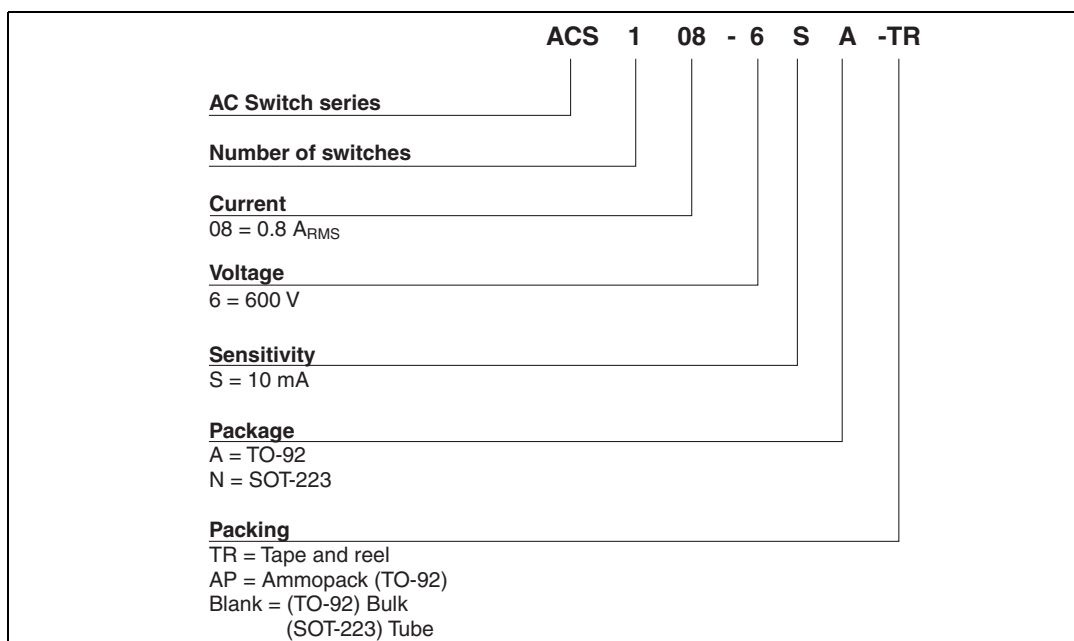 ACS 1 08 - 6 S A -TR
AC Switch series
Number of switches
Current
08 = 0.8 ARMS
Voltage
6 = 600 V
Sensitivity
S = 10 mA
Package
A = TO-92
N = SOT-223
Packing
TR = Tape and reel
AP = Ammopack (TO-92)
Blank = (TO-92) Bulk
(SOT-223) Tube